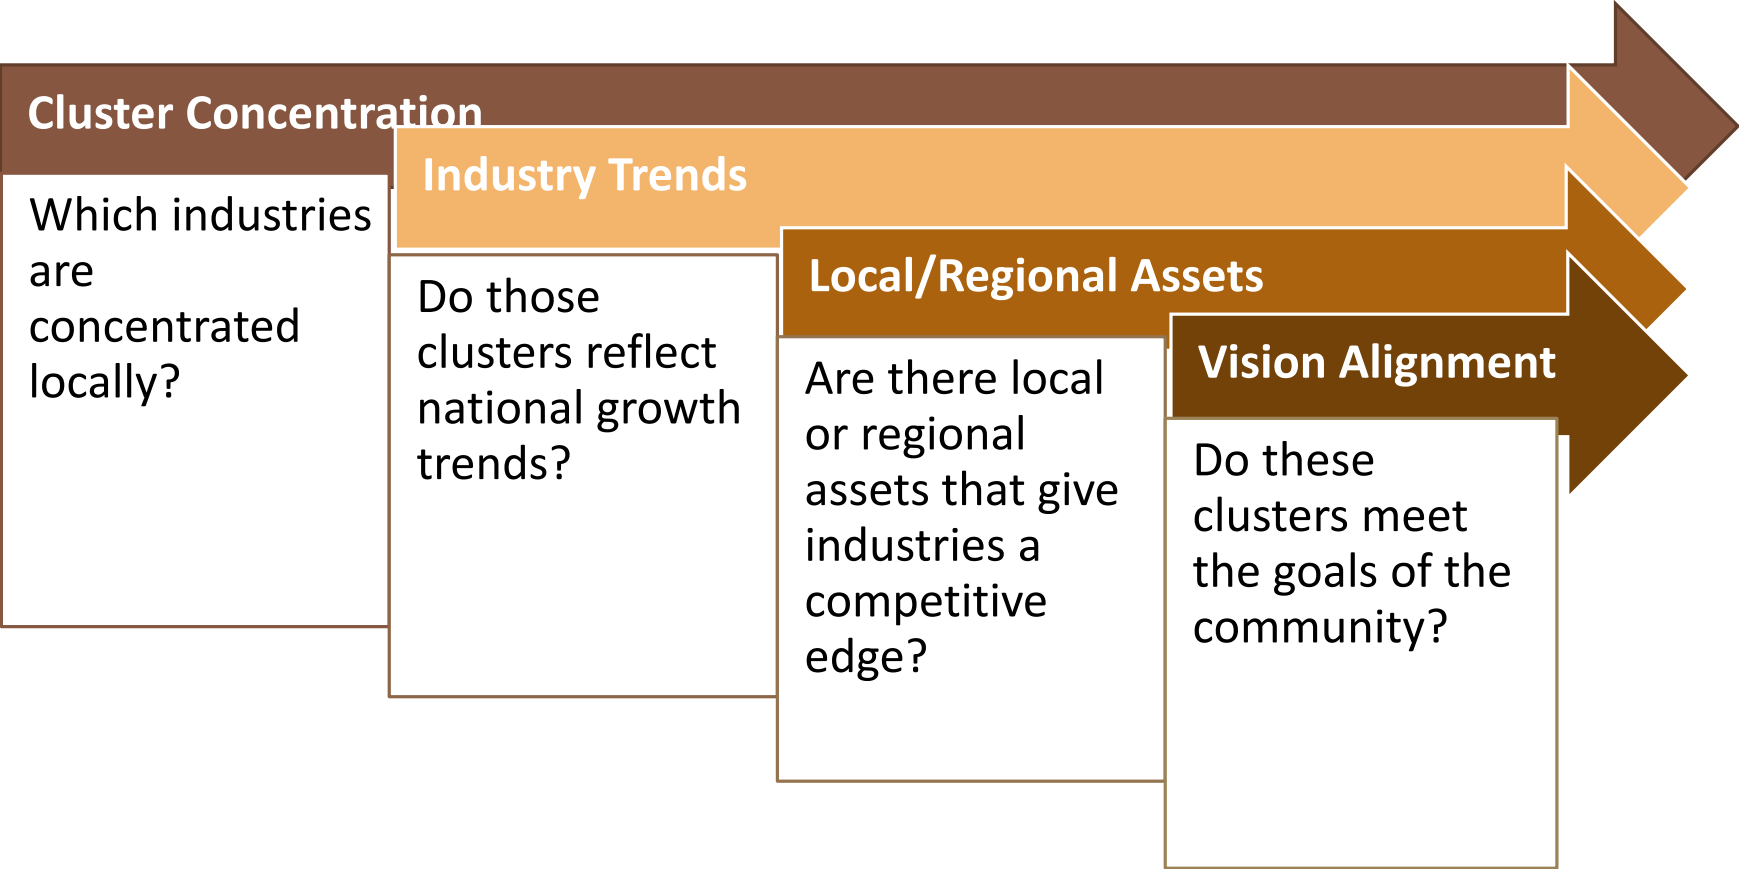 Cluster Concentration
Which industries
are
concentrated
locally?
Industry Trends
Do those
clusters reflect
national growth
trends?
Local/Regional Assets
Are there local
or regional
assets that give
industries a
competitive
edge?
Vision Alignment
Do these
clusters meet
the goals of the
community?